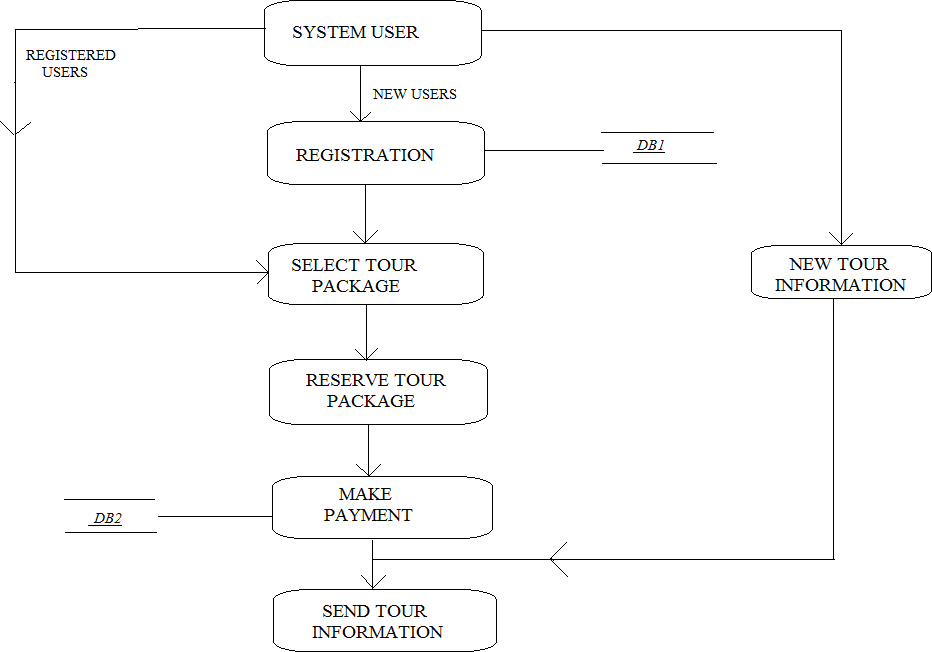 SYSTEM USER
REGISTERED
USERS
NEW USERS
REGISTRATION
DB1
SELECT TOUR
PACKAGE
NEW TOUR
INFORMATION
RESERVE TOUR
PACKAGE
MAKE
PAYMENT
DB2
SEND TOUR
INFORMATION